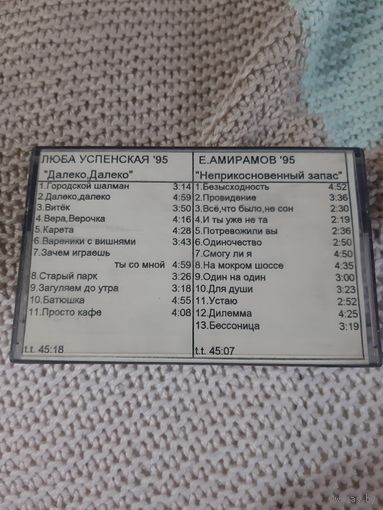 ЛЮБА УСПЕНСКАЯ '95
"Далеко,Далеко"
1.Городской шалман 3:14
2.Далеко,далеко 4:59
3.Витёк 3:50
4.Вера,Верочка 4:16
5.Карета 4:28
6.Вареники с вишнями 3:43
7.Зачем играешь
ты со мной 4:59
8.Старый парк 3:26
9.Загуляем до утра 3:18
10.Батюшка 4:55
11.Просто кафе 4:08
t.t. 45:18
Е.АМИРАМОВ '95
"Неприкосновенный запас"
1.Безысходность 4:52
2.Провидение 3:36
3.Всё,что было,не сон 2:30
4.И ты уже не та 2:19
5.Потревожили вы 2:36
6.Одиночество 2:50
7.Смогу ли я 4:50
8.На мокром шоссе 4:35
9.Один на один 3:00
10.Для души 3:23
11.Устаю 2:52
12.Дилемма 4:25
13.Бессоница 3:19
t.t. 45:07